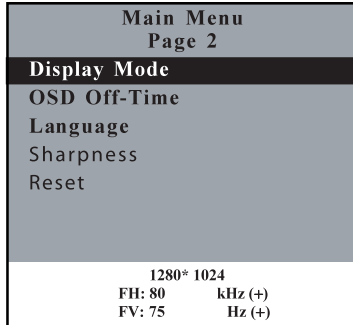 Main Menu
Page 2
Display Mode
OSD Off-Time
Language
Sharpness
Reset
1280* 1024
FH: 80 kHz (+)
FV: 75 Hz (+)